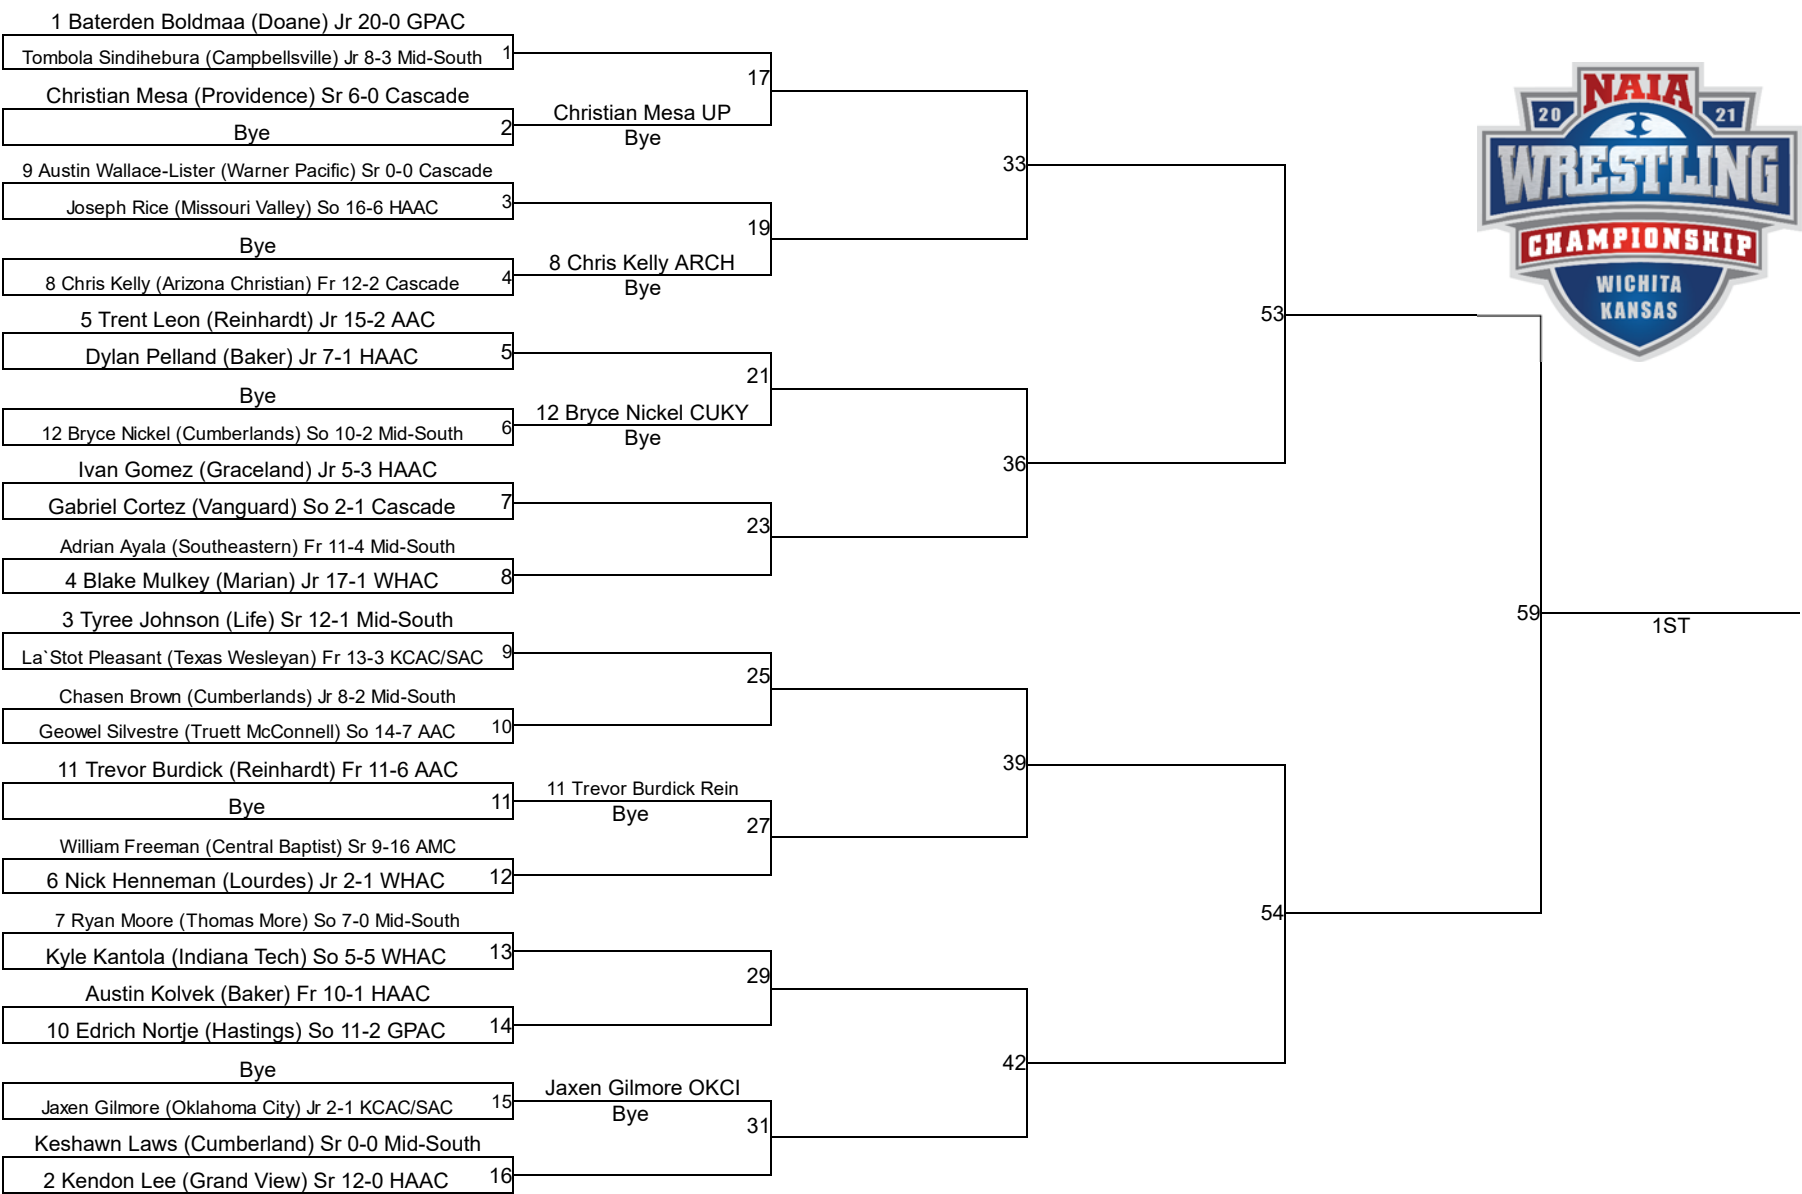 1 Baterden Boldmaa (Doane) Jr 20-0 GPAC
Tombola Sindihebura (Campbellsville) Jr 8-3 Mid-South 1
Christian Mesa (Providence) Sr 6-0 Cascade
Bye 2
9 Austin Wallace-Lister (Warner Pacific) Sr 0-0 Cascade
Joseph Rice (Missouri Valley) So 16-6 HAAC 3
Bye
8 Chris Kelly (Arizona Christian) Fr 12-2 Cascade 4
5 Trent Leon (Reinhardt) Jr 15-2 AAC
Dylan Pelland (Baker) Jr 7-1 HAAC 5
Bye
12 Bryce Nickel (Cumberlands) So 10-2 Mid-South 6
Ivan Gomez (Graceland) Jr 5-3 HAAC
Gabriel Cortez (Vanguard) So 2-1 Cascade 7
Adrian Ayala (Southeastern) Fr 11-4 Mid-South
4 Blake Mulkey (Marian) Jr 17-1 WHAC 8
3 Tyree Johnson (Life) Sr 12-1 Mid-South
La`Stot Pleasant (Texas Wesleyan) Fr 13-3 KCAC/SAC 9
Chasen Brown (Cumberlands) Jr 8-2 Mid-South
Geowel Silvestre (Truett McConnell) So 14-7 AAC 10
11 Trevor Burdick (Reinhardt) Fr 11-6 AAC
Bye 11
William Freeman (Central Baptist) Sr 9-16 AMC
6 Nick Henneman (Lourdes) Jr 2-1 WHAC 12
7 Ryan Moore (Thomas More) So 7-0 Mid-South
Kyle Kantola (Indiana Tech) So 5-5 WHAC 13
Austin Kolvek (Baker) Fr 10-1 HAAC
10 Edrich Nortje (Hastings) So 11-2 GPAC 14
Bye
Jaxen Gilmore (Oklahoma City) Jr 2-1 KCAC/SAC 15
Keshawn Laws (Cumberland) Sr 0-0 Mid-South
2 Kendon Lee (Grand View) Sr 12-0 HAAC 16
17
Christian Mesa UP
Bye
19
8 Chris Kelly ARCH
Bye
21
12 Bryce Nickel CUKY
Bye
23
25
11 Trevor Burdick Rein
Bye
27
29
Jaxen Gilmore OKCI
Bye
31
33
36
39
42
53
54
59
1ST
NAIA
20 21
WRESTLING
CHAMPIONSHIP
WICHITA
KANSAS